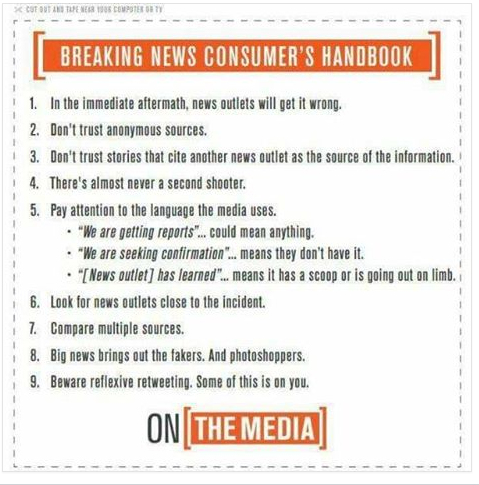 CUT OUT AND TAPE NEAR YOUR COMPUTER OR TV
BREAKING NEWS CONSUMER'S HANDBOOK
1. In the immediate aftermath, news outlets will get it wrong.
2. Don't trust anonymous sources.
3. Don't trust stories that cite another news outlet as the source of the information.
4. There's almost never a second shooter.
5. Pay attention to the language the media uses.
• "We are getting reports"... could mean anything.
• "We are seeking confirmation"... means they don't have it.
• "[News outlet] has learned"... means it has a scoop or is going out on limb.
6. Look for news outlets close to the incident.
7. Compare multiple sources.
8. Big news brings out the fakers. And photoshoppers.
9. Beware reflexive retweeting. Some of this is on you.
ON [THE MEDIA]